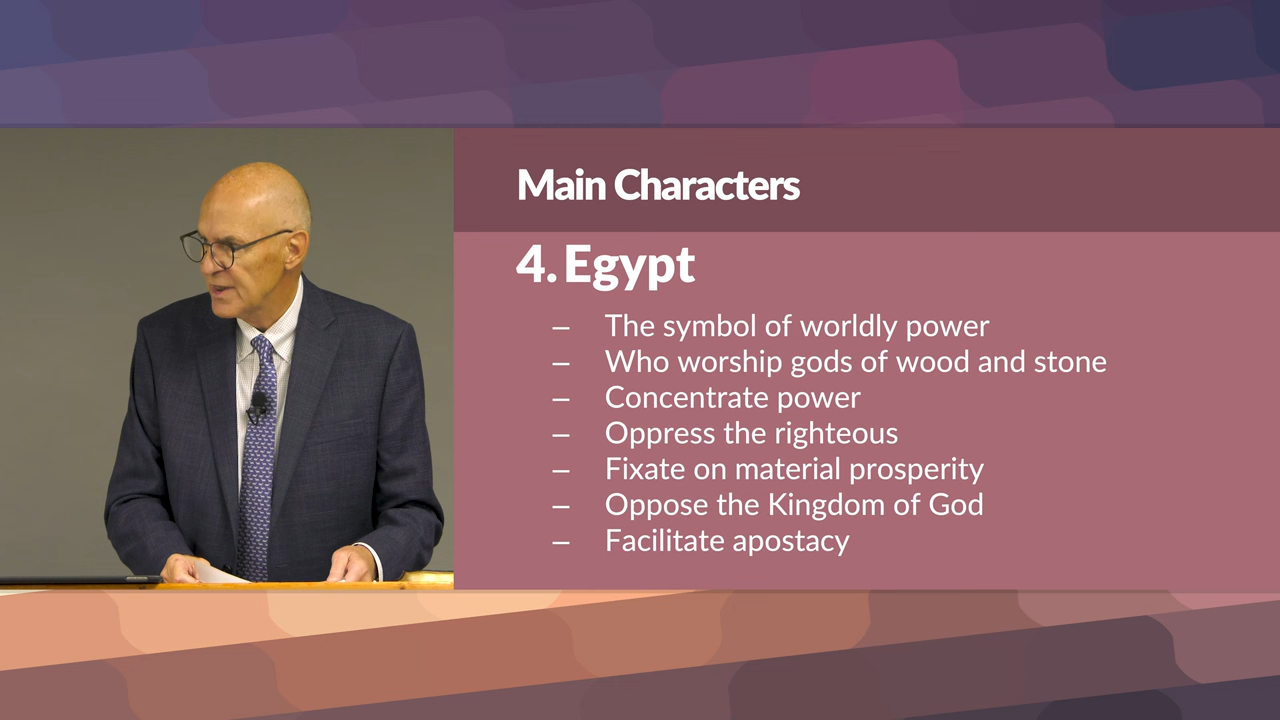 Main Characters
4. Egypt
– The symbol of worldly power
– Who worship gods of wood and stone
– Concentrate power
– Oppress the righteous
– Fixate on material prosperity
– Oppose the Kingdom of God
– Facilitate apostacy